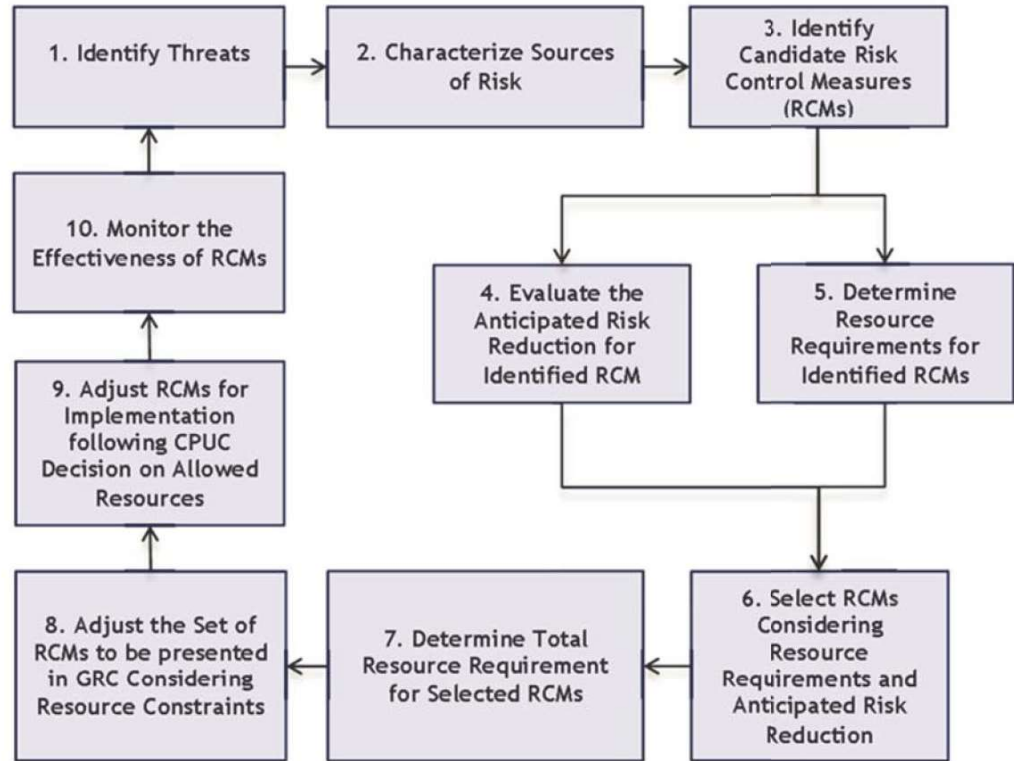 1. Identify Threats
2. Characterize Sources
of Risk
3. Identify
Candidate Risk
Control Measures
(RCMs)
4. Evaluate the
Anticipated Risk
Reduction for
Identified RCM
5. Determine
Resource
Requirements for
Identified RCMs
6. Select RCMs
Considering
Resource
Requirements and
Anticipated Risk
Reduction
7. Determine Total
Resource Requirement
for Selected RCMs
8. Adjust the Set of
RCMs to be presented
in GRC Considering
Resource Constraints
9. Adjust RCMs for
Implementation
following CPUC
Decision on Allowed
Resources
10. Monitor the
Effectiveness of RCMs